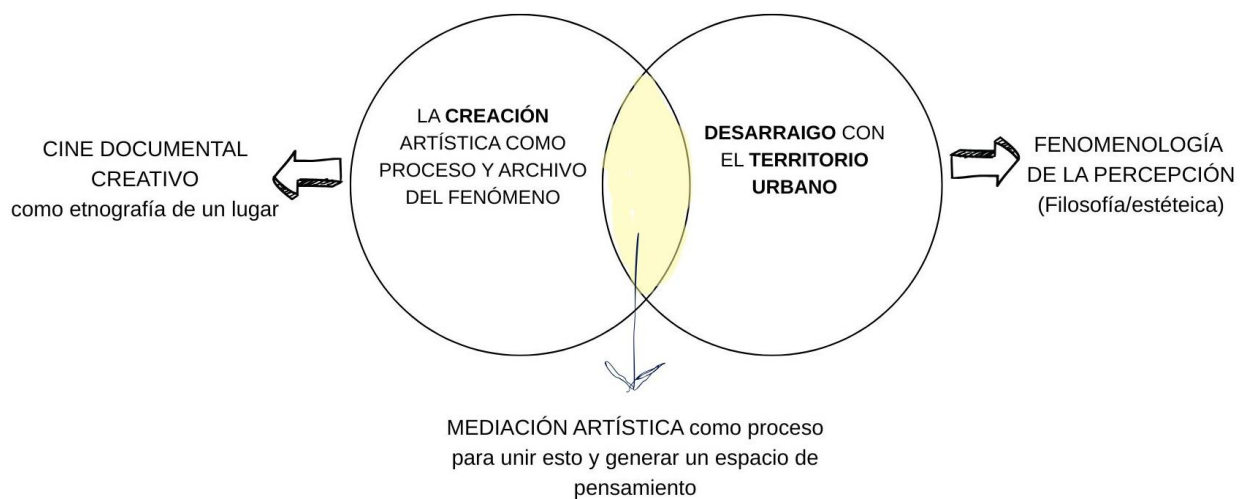 CINE DOCUMENTAL
CREATIVO
como etnografía de un lugar
LA CREACIÓN
ARTÍSTICA COMO
PROCESO Y ARCHIVO
DEL FENÓMENO
DESARRAIGO CON
EL TERRITORIO
URBANO
FENOMENOLOGÍA
DE LA PERCEPCIÓN
(Filosofía/estéteica)
MEDIACIÓN ARTÍSTICA como proceso
para unir esto y generar un espacio de
pensamiento